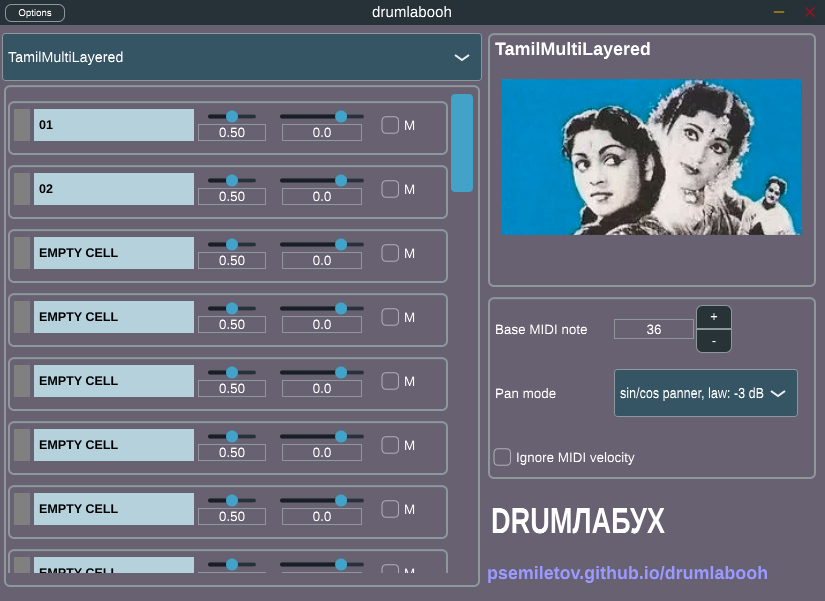 Options
drumlabooh
TamilMultiLayered
01
0.50
0.0
M
02
0.50
0.0
M
EMPTY CELL
0.50
0.0
M
EMPTY CELL
0.50
0.0
M
EMPTY CELL
0.50
0.0
M
EMPTY CELL
0.50
0.0
M
EMPTY CELL
0.50
0.0
M
EMPTY CELL
M
TamilMultiLayered
Base MIDI note
36
+
-
Pan mode
sin/cos panner, law: -3 dB
Ignore MIDI velocity
DRUMЛАБУХ
psemiletov.github.io/drumlabooh